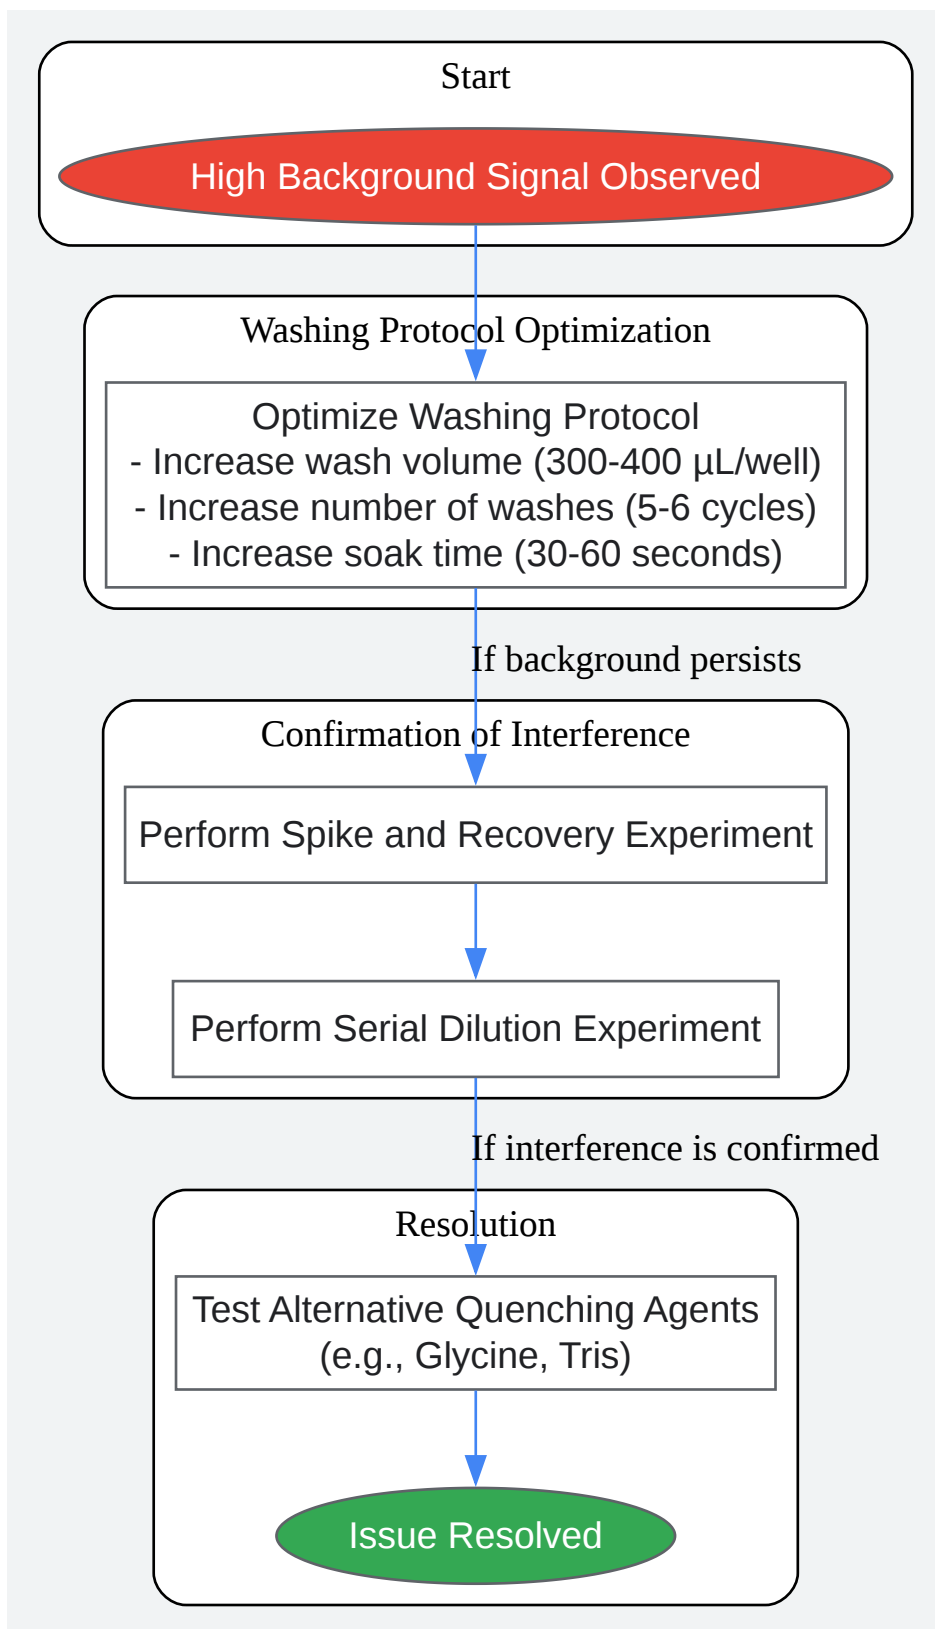 Start
High Background Signal Observed
Washing Protocol Optimization
Optimize Washing Protocol
- Increase wash volume (300-400 µL/well)
- Increase number of washes (5-6 cycles)
- Increase soak time (30-60 seconds)
If background persists
Confirmation of Interference
Perform Spike and Recovery Experiment
Perform Serial Dilution Experiment
If interference is confirmed
Resolution
Test Alternative Quenching Agents
(e.g., Glycine, Tris)
Issue Resolved